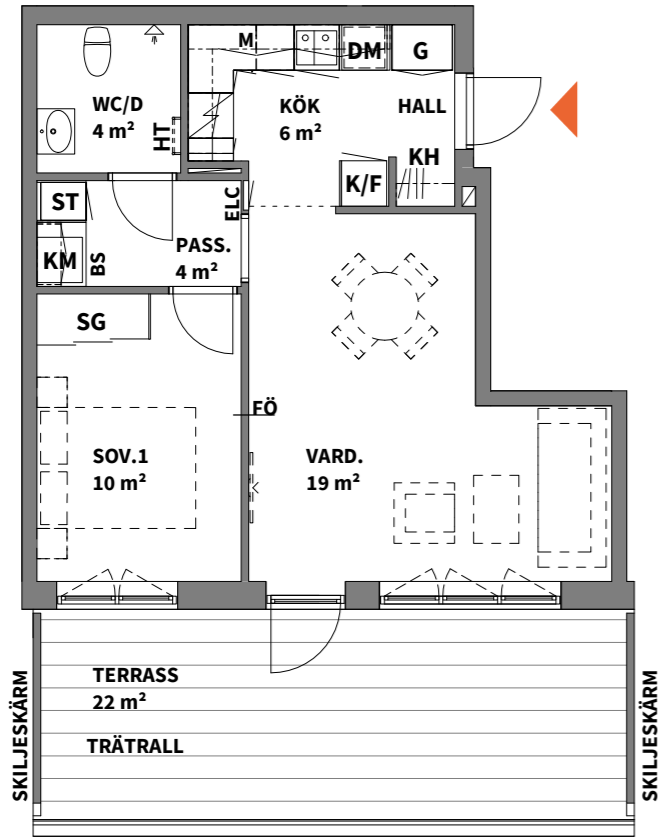 M
DM
G
WC/D
4 m²
HT
KÖK
6 m²
HALL
KH
K/F
ST
ELC
KM
BS
PASS.
4 m²
SG
FÖ
SOV.1
10 m²
VARD.
19 m²
TERRASS
22 m²
TRÄTRALL
SKILJESKÄRM
SKILJESKÄRM